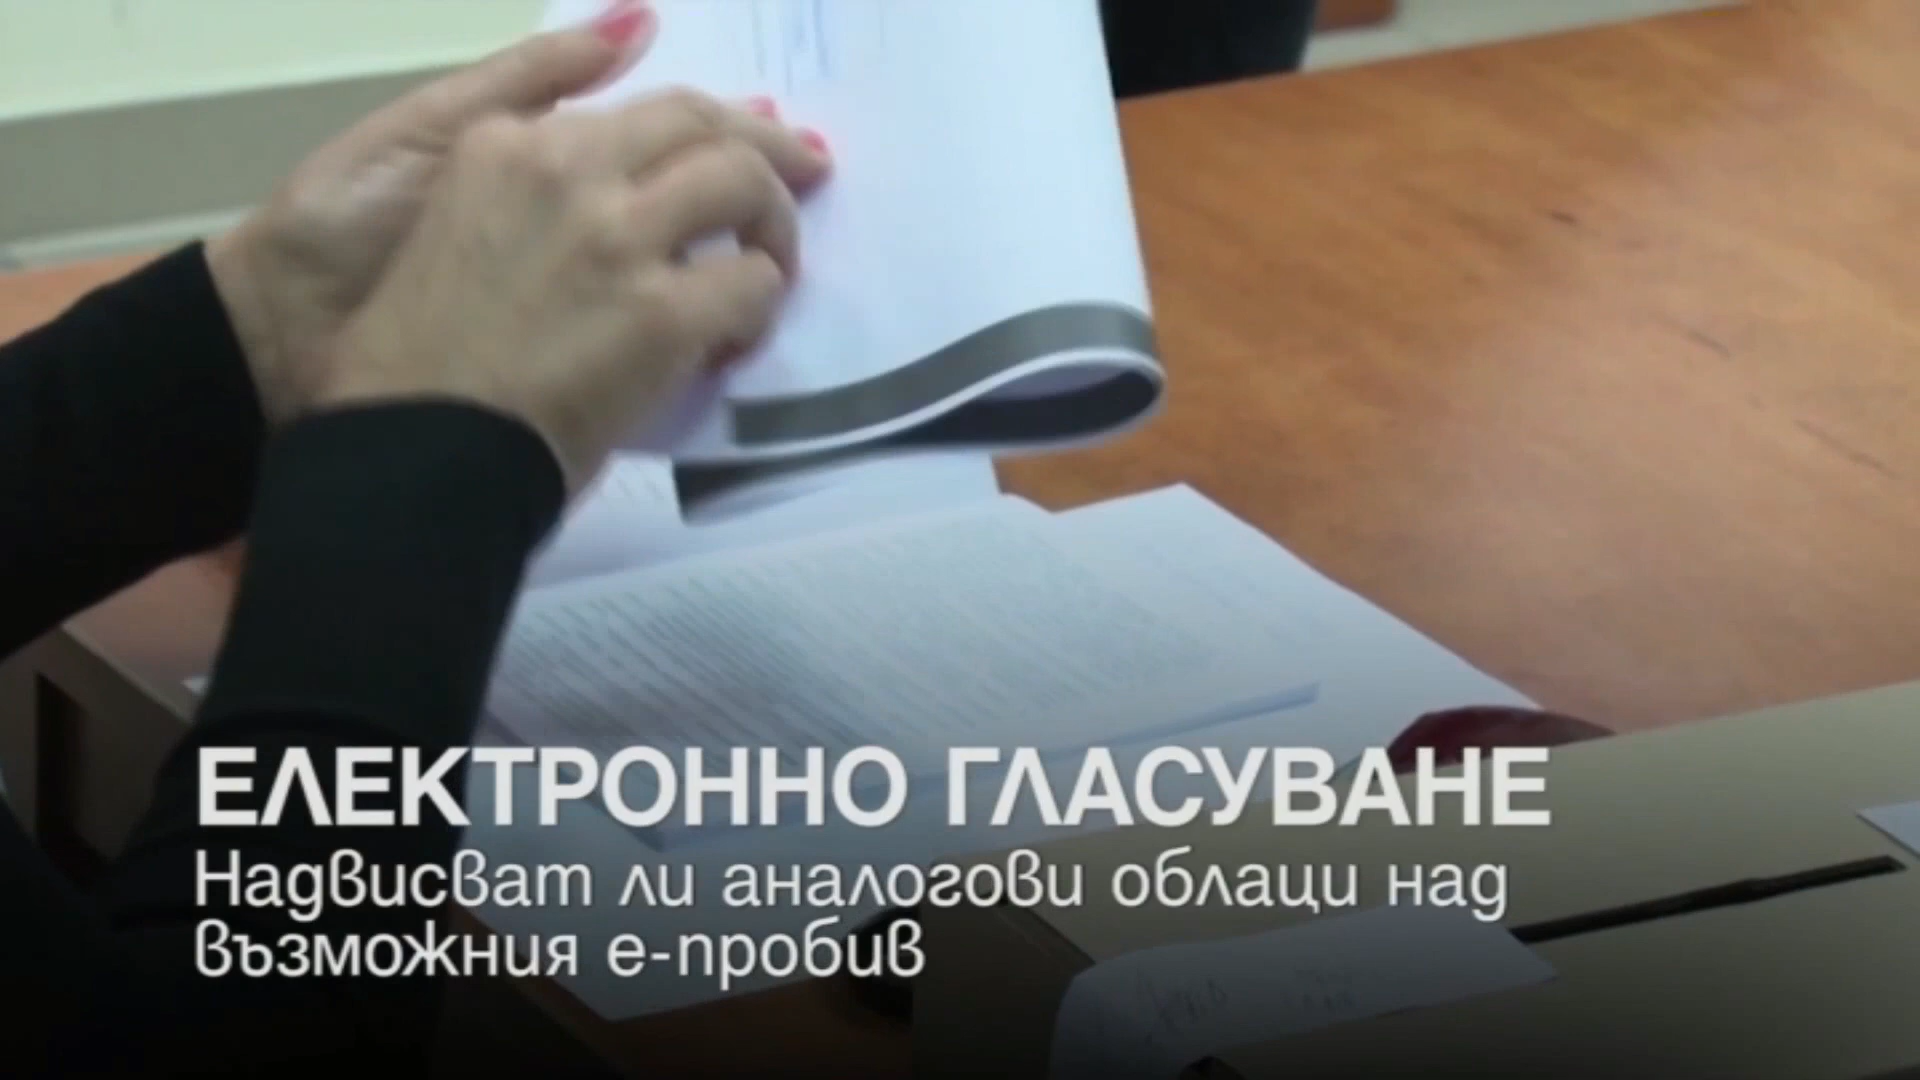 ЕЛЕКТРОННО ГЛАСУВАНЕ
Надвисват ли аналогови облаци над
възможния е-пробив